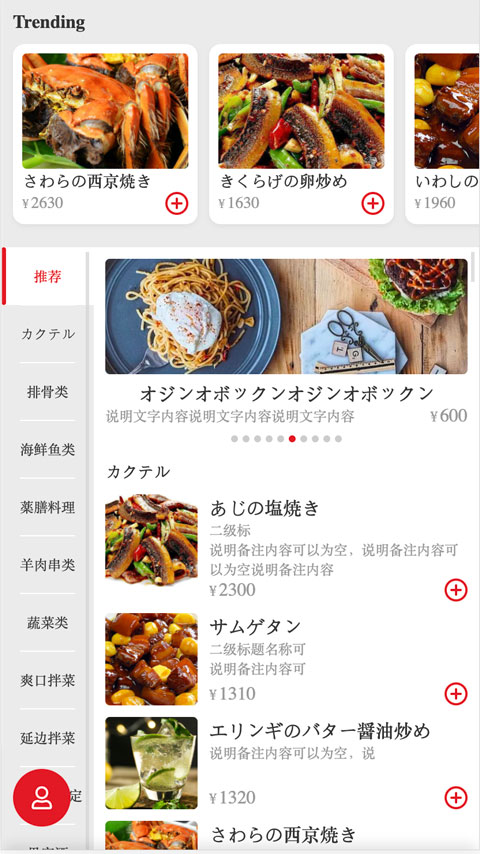 Trending
さわらの西京焼き
¥2630
きくらげの卵炒め
¥1630
いわしの
¥1960
推荐
カクテル
排骨类
海鲜鱼类
薬膳料理
羊肉串类
蔬菜类
爽口拌菜
延边拌菜
定
オジンオボックンオジンオボックン
说明文字内容说明文字内容说明文字内容
¥600
カクテル
あじの塩焼き
二级标
说明备注内容可以为空，说明备注内容可
以为空说明备注内容
¥2300
サムゲタン
二级标题名称可
说明备注内容可
¥1310
エリンギのバター醤油炒め
说明备注内容可以为空，说
¥1320
さわらの西京焼き